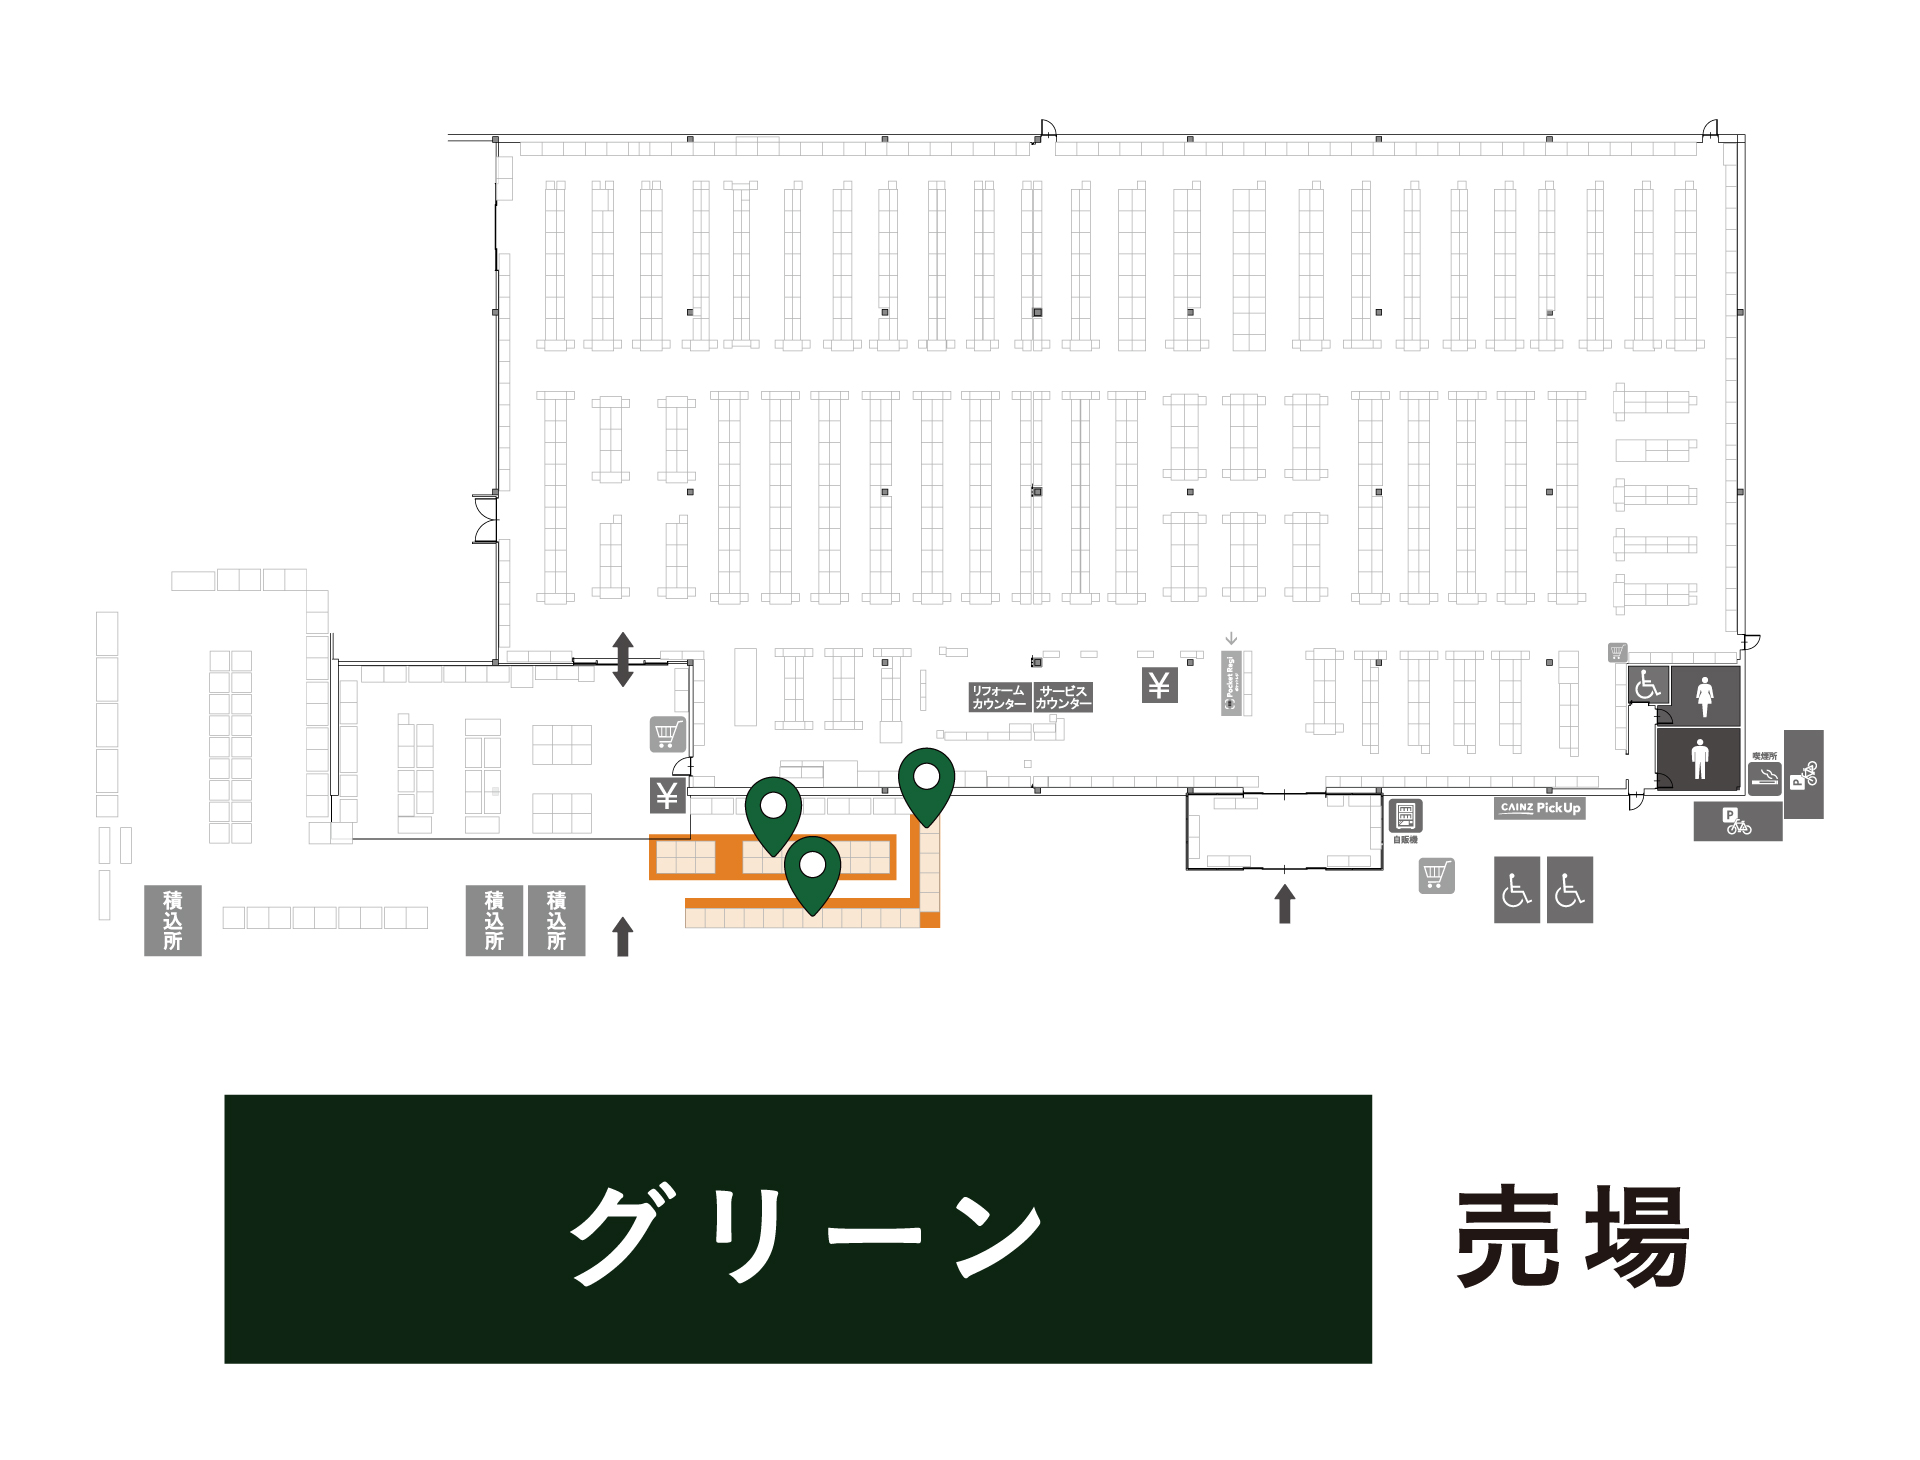 リフォーム
カウンター
サービス
カウンター
¥
Pocket Regi
¥
喫煙所
P
P
CAINZ PickUp
自販機
積込所
積込所
積込所
グリーン 売場